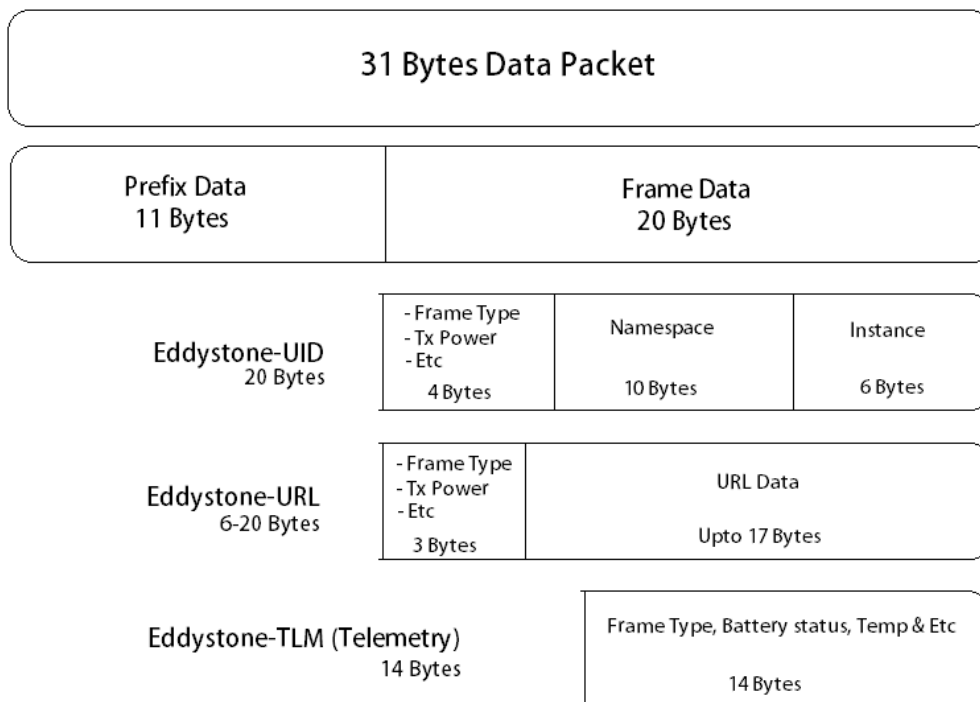 31 Bytes Data Packet
Prefix Data
11 Bytes
Frame Data
20 Bytes
Eddystone-UID
20 Bytes
- Frame Type
- Tx Power
- Etc
4 Bytes
Namespace
10 Bytes
Instance
6 Bytes
Eddystone-URL
6-20 Bytes
- Frame Type
- Tx Power
- Etc
3 Bytes
URL Data
Upto 17 Bytes
Eddystone-TLM (Telemetry)
14 Bytes
Frame Type, Battery status, Temp & Etc
14 Bytes